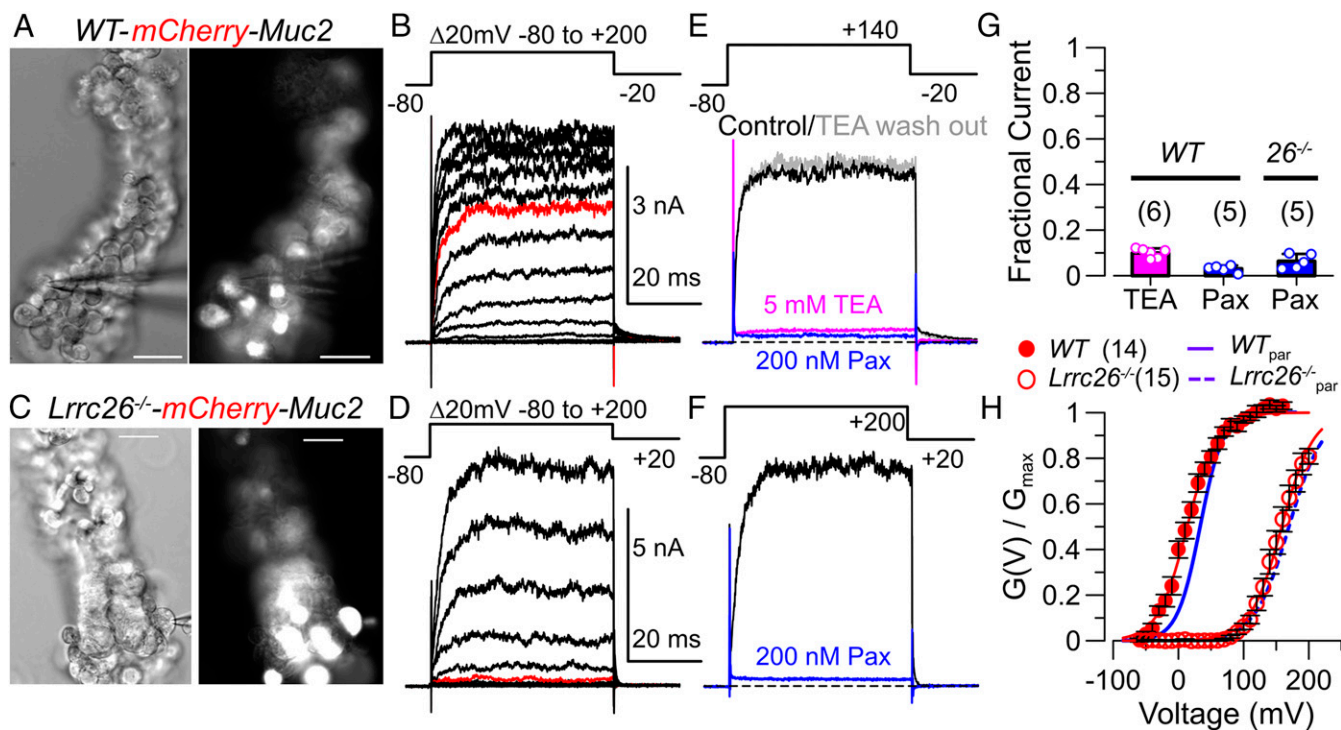 A WT-mCherry-Muc2
B Δ20mV -80 to +200
-80
-20
3 nA
20 ms
C Lrrc26-/--mCherry-Muc2
D Δ20mV -80 to +200
-80
+20
5 nA
20 ms
E +140
-80
-20
Control/TEA wash out
5 mM TEA
200 nM Pax
F +200
-80
+20
200 nM Pax
G
Fractional Current
1
0.8
0.6
0.4
0.2
0
WT 26-/-
(6) (5) (5)
TEA Pax Pax
WT (14) WTpar
Lrrc26-/-(15) Lrrc26-/-par
H
G(V) / Gmax
1
0.8
0.6
0.4
0.2
0
-100 0 100 200
Voltage (mV)